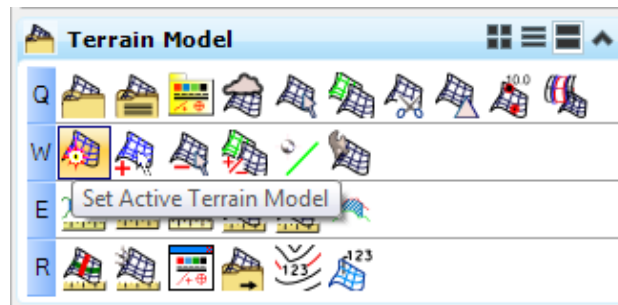 Terrain Model
Q 10.0
W
Set Active Terrain Model
E
R 123 123